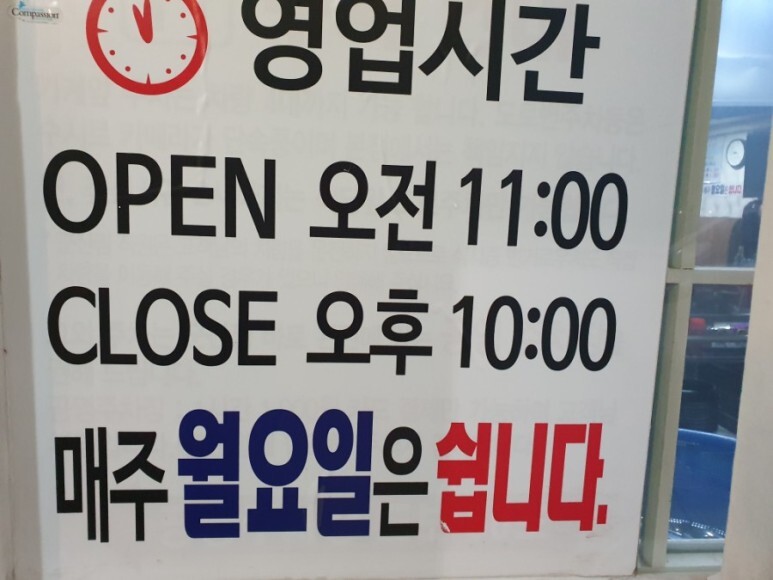 Compassion
영업시간
OPEN 오전 11:00
CLOSE 오후 10:00
매주 월요일은 쉽니다.